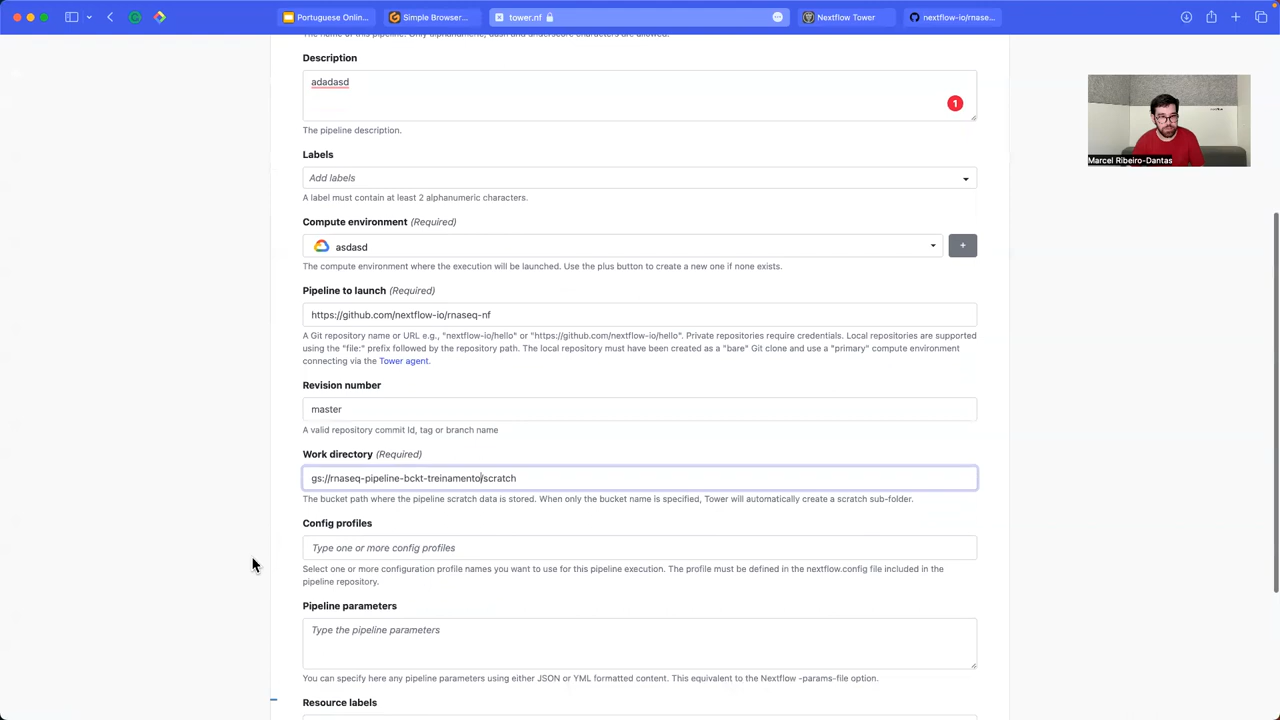 Portuguese Onlin...
Simple Browser...
tower.nf
Nextflow Tower
nextflow-io/rnase...
Description
adadasd
1
The pipeline description.
Labels
Add labels
A label must contain at least 2 alphanumeric characters.
Compute environment (Required)
asdasd
+
The compute environment where the execution will be launched. Use the plus button to create a new one if none exists.
Pipeline to launch (Required)
https://github.com/nextflow-io/rnaseq-nf
A Git repository name or URL e.g., "nextflow-io/hello" or "https://github.com/nextflow-io/hello". Private repositories require credentials. Local repositories are supported
using the "file:" prefix followed by the repository path. The local repository must have been created as a "bare" Git clone and use a "primary" compute environment
connecting via the Tower agent.
Revision number
master
A valid repository commit Id, tag or branch name
Work directory (Required)
gs://rnaseq-pipeline-bckt-treinamento/scratch
The bucket path where the pipeline scratch data is stored. When only the bucket name is specified, Tower will automatically create a scratch sub-folder.
Config profiles
Type one or more config profiles
Select one or more configuration profile names you want to use for this pipeline execution. The profile must be defined in the nextflow.config file included in the
pipeline repository.
Pipeline parameters
Type the pipeline parameters
You can specify here any pipeline parameters using either JSON or YML formatted content. This equivalent to the Nextflow -params-file option.
Resource labels
Marcel Ribeiro-Dantas